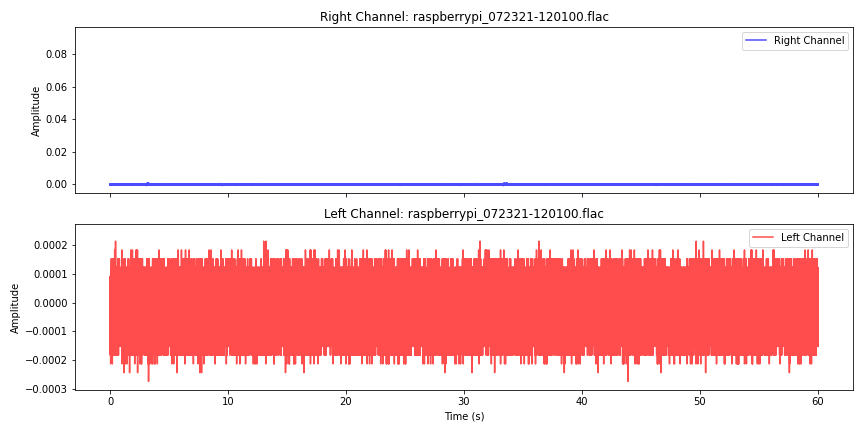 Right Channel: raspberrypi_072321-120100.flac
Right Channel
Amplitude
0.08
0.06
0.04
0.02
0.00
Left Channel: raspberrypi_072321-120100.flac
Left Channel
Amplitude
0.0002
0.0001
0.0000
−0.0001
−0.0002
−0.0003
0 10 20 30 40 50 60
Time (s)